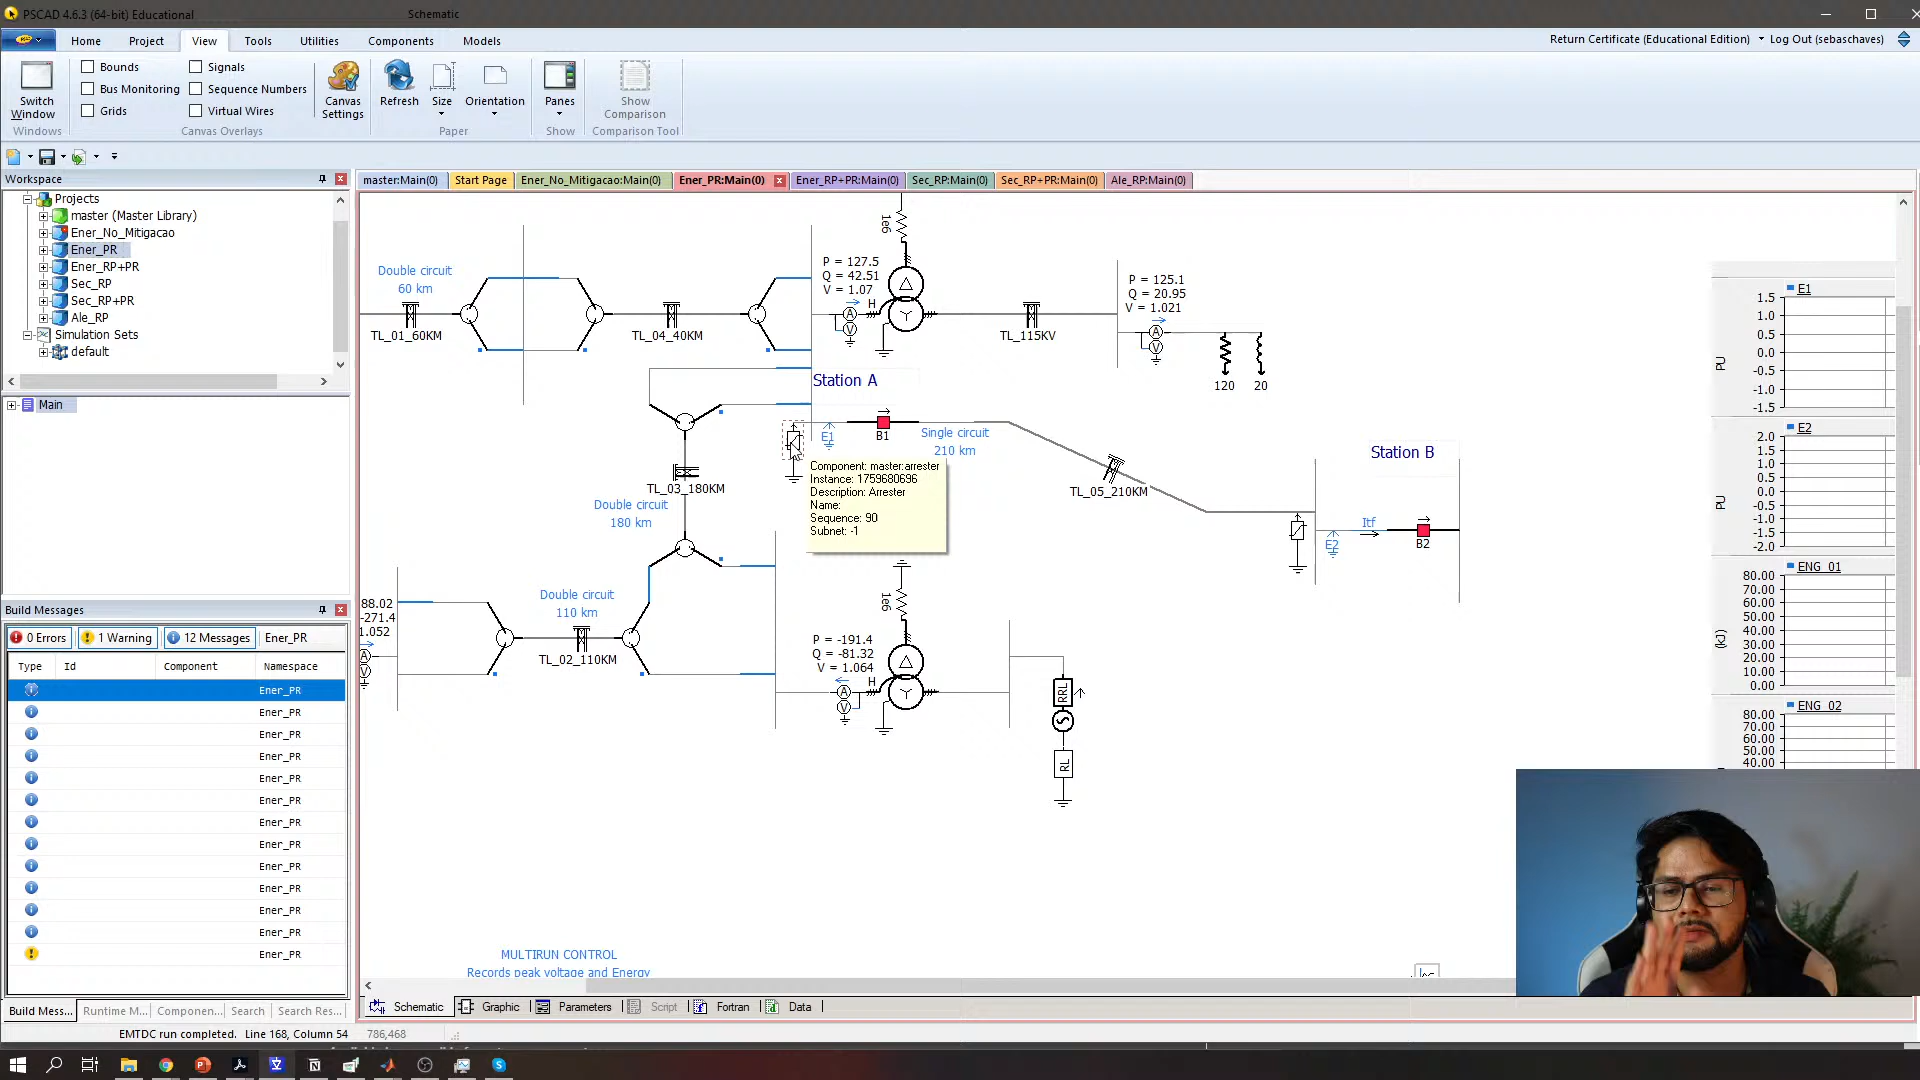 PSCAD 4.6.3 (64-bit) Educational
Schematic
Home
Project
View
Tools
Utilities
Components
Models
Return Certificate (Educational Edition)
Log Out (sebaschaves)
Switch
Window
Windows
Bounds
Bus Monitoring
Grids
Signals
Sequence Numbers
Virtual Wires
Canvas Overlays
Canvas
Settings
Refresh
Size
Orientation
Paper
Panes
Show
Show
Comparison
Comparison Tool
Workspace
Projects
master (Master Library)
Ener_No_Mitigacao
Ener_PR
Ener_RP+PR
Sec_RP
Sec_RP+PR
Ale_RP
Simulation Sets
default
Main
master:Main(0)
Start Page
Ener_No_Mitigacao:Main(0)
Ener_PR:Main(0)
Ener_RP+PR:Main(0)
Sec_RP:Main(0)
Sec_RP+PR:Main(0)
Ale_RP:Main(0)
Double circuit
60 km
TL_01_60KM
TL_04_40KM
1e6
P = 127.5
Q = 42.51
V = 1.07
A
V
H
TL_115KV
P = 125.1
Q = 20.95
V = 1.021
A
V
120
20
Station A
E1
B1
Single circuit
210 km
TL_05_210KM
Station B
E2
Itf
B2
Component: master:arrester
Instance: 1759680696
Description: Arrester
Name:
Sequence: 90
Subnet: -1
TL_03_180KM
Double circuit
180 km
Double circuit
110 km
TL_02_110KM
88.02
-271.4
1.052
A
V
1e6
P = -191.4
Q = -81.32
V = 1.064
A
V
H
RRL
RL
MULTIRUN CONTROL
Records peak voltage and Energy
E1
1.5
1.0
0.5
0.0
-0.5
-1.0
-1.5
PU
E2
2.0
1.5
1.0
0.5
0.0
-0.5
-1.0
-1.5
-2.0
PU
ENG_01
80.00
70.00
60.00
50.00
40.00
30.00
20.00
10.00
0.00
(kJ)
ENG_02
80.00
70.00
60.00
50.00
40.00
Build Messages
0 Errors
1 Warning
12 Messages
Ener_PR
Type
Id
Component
Namespace
Ener_PR
Ener_PR
Ener_PR
Ener_PR
Ener_PR
Ener_PR
Ener_PR
Ener_PR
Ener_PR
Ener_PR
Ener_PR
Ener_PR
Ener_PR
Build Mess...
Runtime M...
Componen...
Search
Search Res...
Schematic
Graphic
Parameters
Script
Fortran
Data
EMTDC run completed.
Line 168, Column 54
786,468